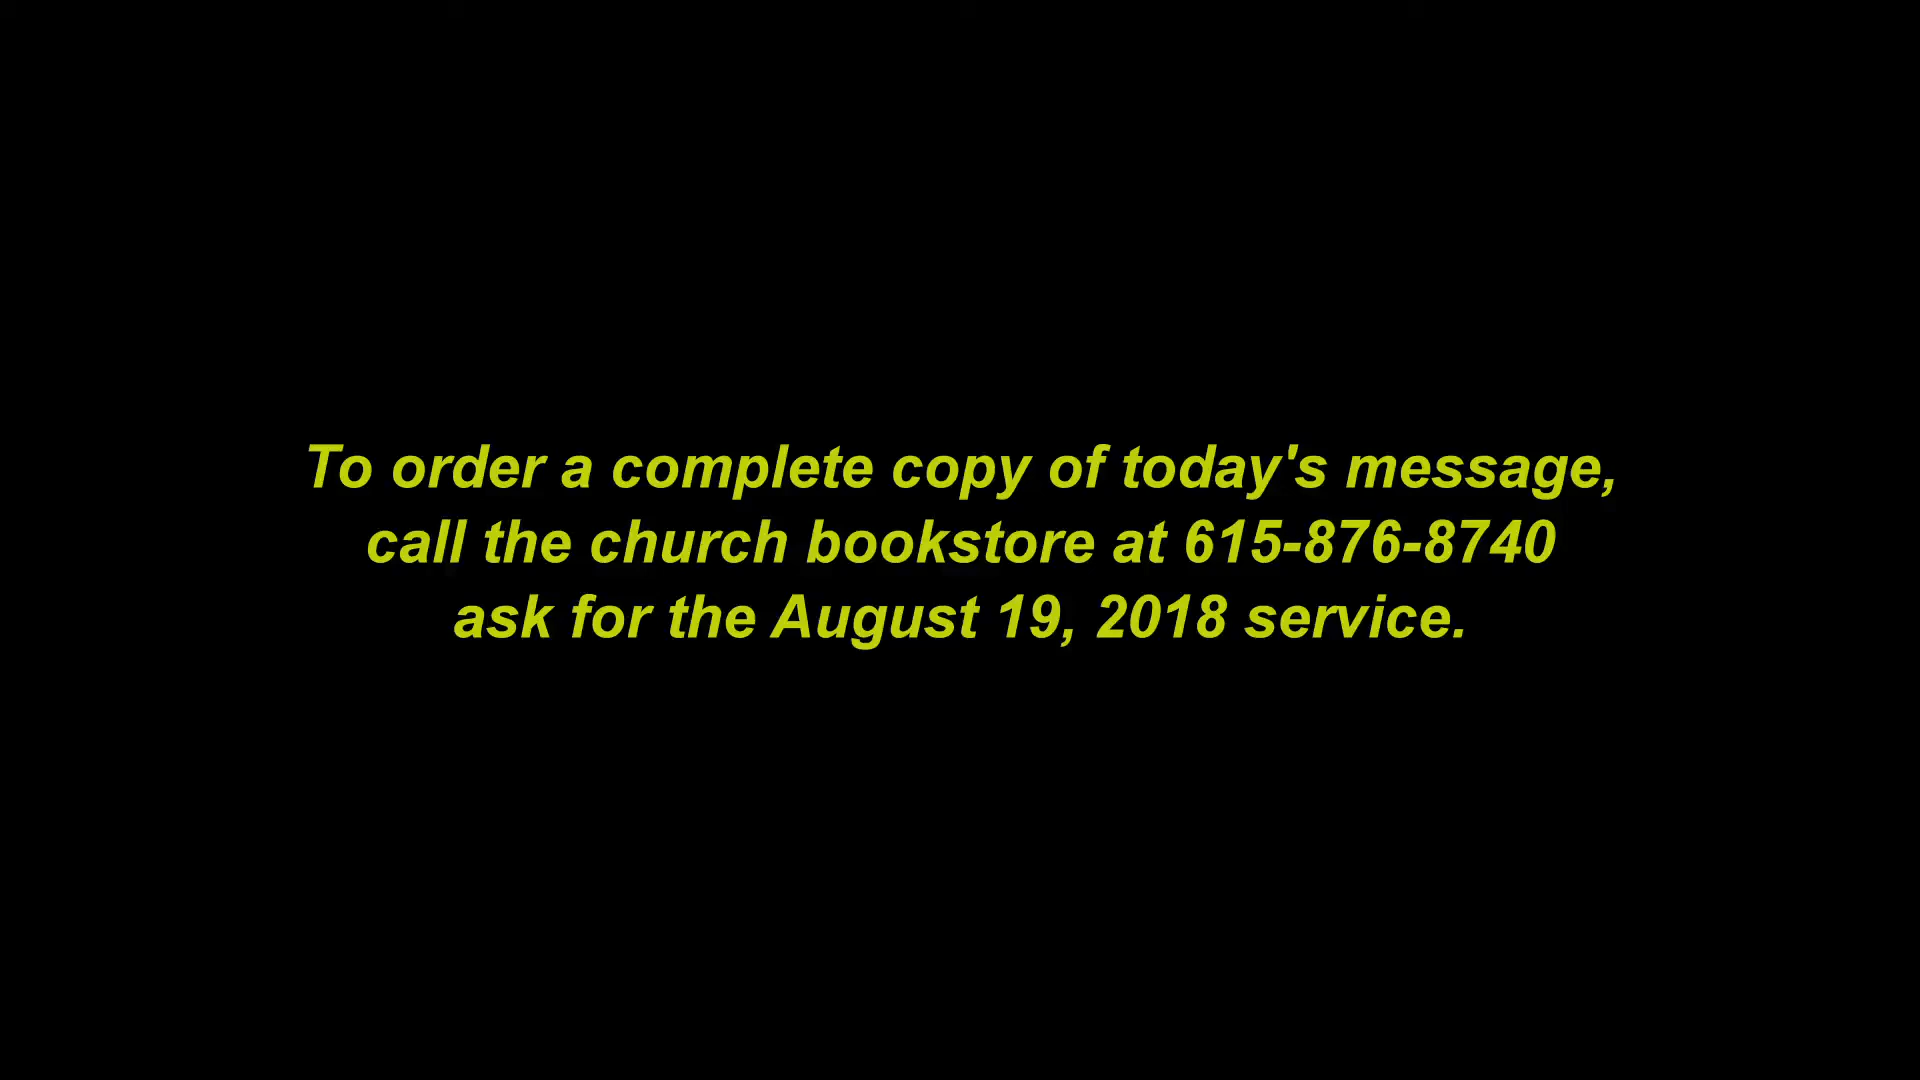 To order a complete copy of today's message,
call the church bookstore at 615-876-8740
ask for the August 19, 2018 service.